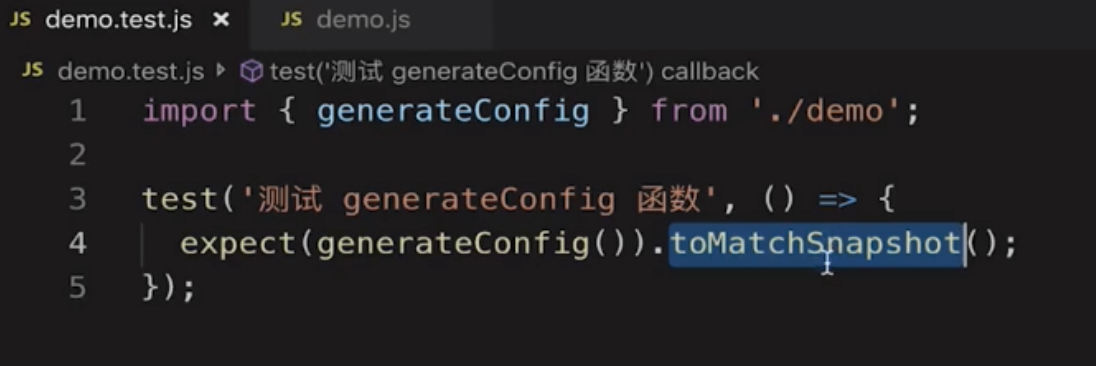 JS demo.test.js × JS demo.js
JS demo.test.js ▸ test('测试 generateConfig 函数') callback
1 import { generateConfig } from './demo';
2
3 test('测试 generateConfig 函数', () => {
4 expect(generateConfig()).toMatchSnapshot();
5 });